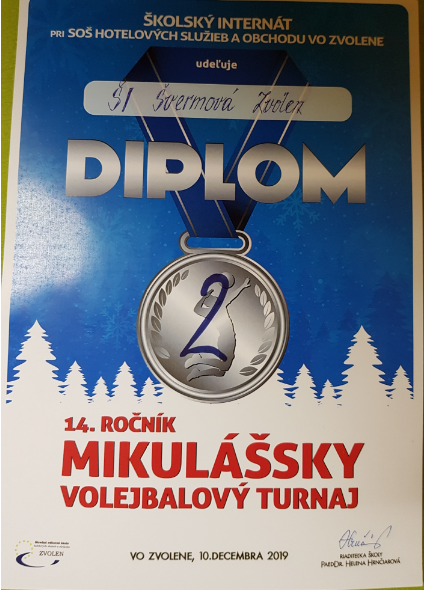 ŠKOLSKÝ INTERNÁT
PRI SOŠ HOTELOVÝCH SLUŽIEB A OBCHODU VO ZVOLENE
udeľuje
ŠI Švermová Zvolen
DIPLOM
2
14. ROČNÍK
MIKULÁŠSKY
VOLEJBALOVÝ TURNAJ
ZVOLEN
VO ZVOLENE, 10.DECEMBRA 2019
RIADITEĽKA ŠKOLY
PAEDDR. HELENA HENČIAROVÁ